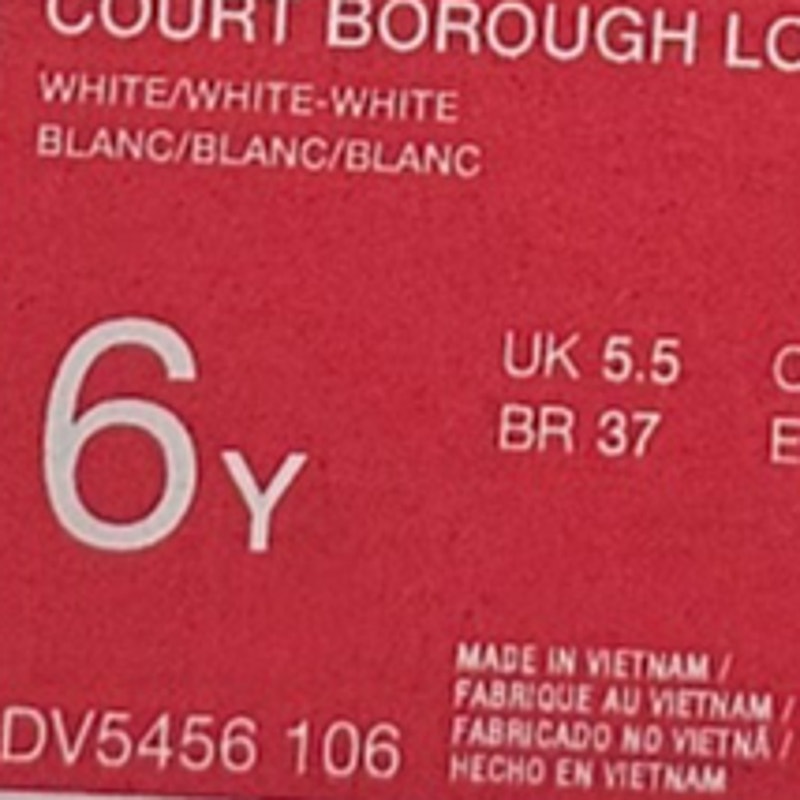 COURT BOROUGH LO
WHITE/WHITE-WHITE
BLANC/BLANC/BLANC
6Y
UK 5.5
BR 37
E
MADE IN VIETNAM /
FABRIQUE AU VIETNAM /
FABRICADO NO VIETNÃ /
HECHO EN VIETNAM
DV5456 106